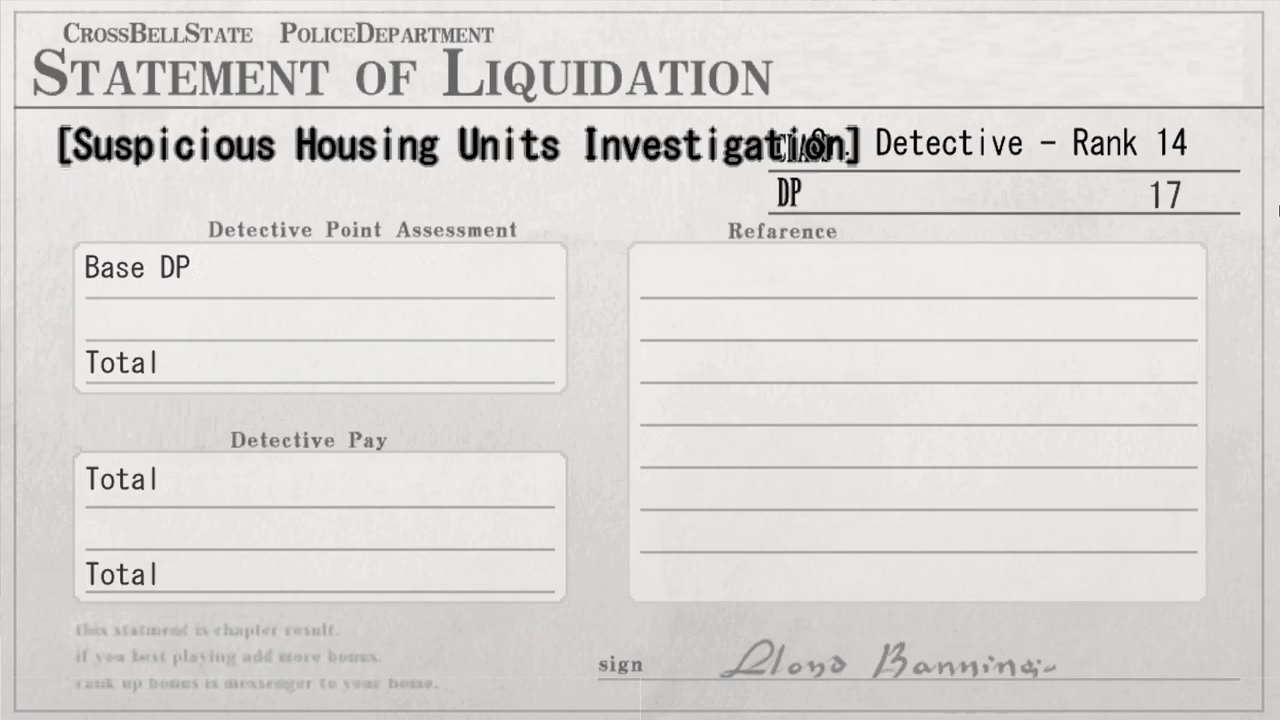 CROSSBELLSTATE POLICEDEPARTMENT
STATEMENT OF LIQUIDATION
[Suspicious Housing Units Investigation] Detective - Rank 14
DP 17
Detective Point Assessment
Refarence
Base DP
Total
Detective Pay
Total
Total
this statment is chapter result.
if you best playing add more bonus.
rank up bonus is messenger to your home.
sign Lloyd Bannings